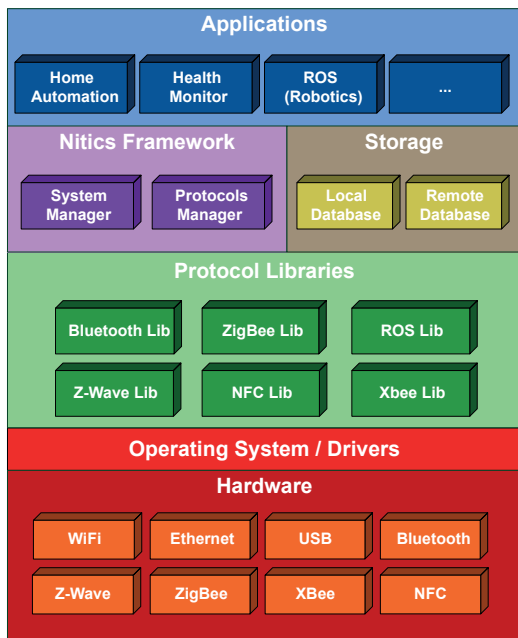 Applications
Home
Automation
Health
Monitor
ROS
(Robotics)
...
Nitics Framework
System
Manager
Protocols
Manager
Storage
Local
Database
Remote
Database
Protocol Libraries
Bluetooth Lib
ZigBee Lib
ROS Lib
Z-Wave Lib
NFC Lib
Xbee Lib
Operating System / Drivers
Hardware
WiFi
Ethernet
USB
Bluetooth
Z-Wave
ZigBee
XBee
NFC